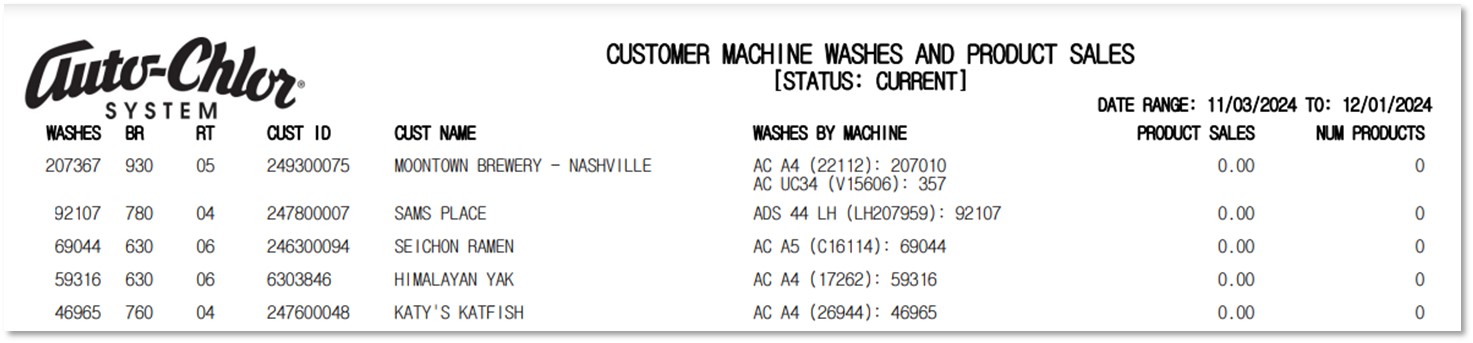 Auto-Chlor®
SYSTEM
CUSTOMER MACHINE WASHES AND PRODUCT SALES
[STATUS: CURRENT]
DATE RANGE: 11/03/2024 TO: 12/01/2024
WASHES BR RT CUST ID CUST NAME WASHES BY MACHINE PRODUCT SALES NUM PRODUCTS
207367 930 05 249300075 MOONTOWN BREWERY - NASHVILLE AC A4 (22112): 207010 0.00 0
AC UC34 (V15606): 357
92107 780 04 247800007 SAMS PLACE ADS 44 LH (LH207959): 92107 0.00 0
69044 630 06 246300094 SEICHON RAMEN AC A5 (C16114): 69044 0.00 0
59316 630 06 6303846 HIMALAYAN YAK AC A4 (17262): 59316 0.00 0
46965 760 04 247600048 KATY'S KATFISH AC A4 (26944): 46965 0.00 0